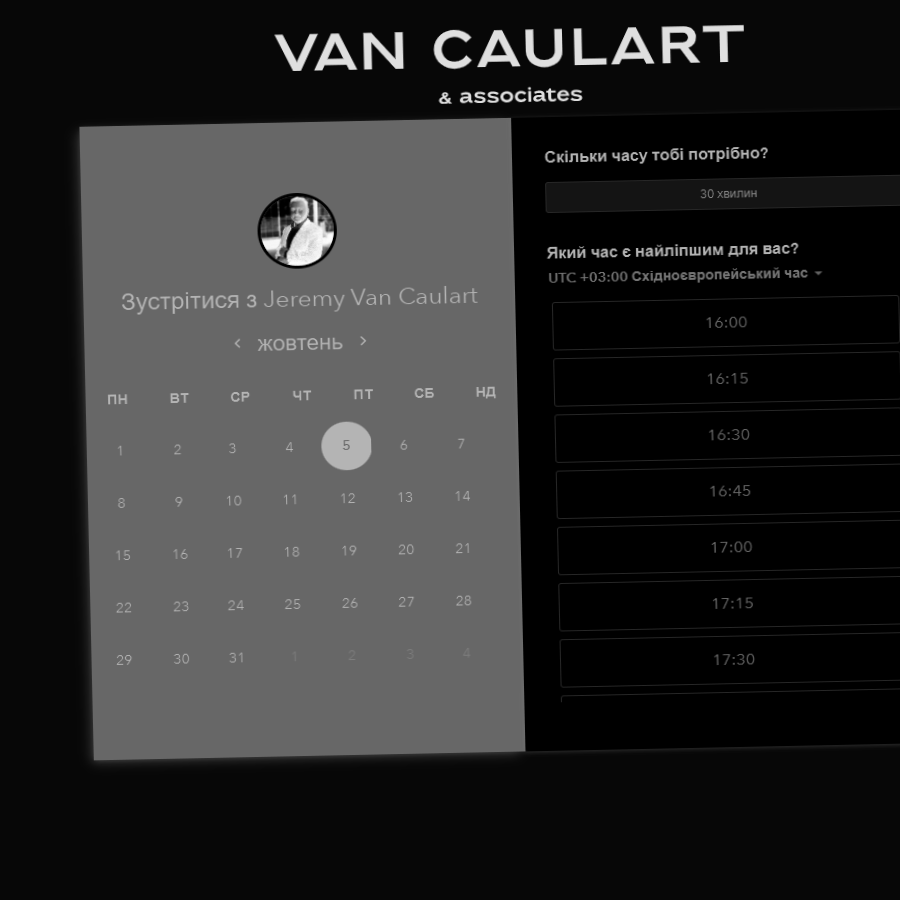 VAN CAULART
& associates
Зустрітися з Jeremy Van Caulart
жовтень
ПН ВТ СР ЧТ ПТ СБ НД
1 2 3 4 5 6 7
8 9 10 11 12 13 14
15 16 17 18 19 20 21
22 23 24 25 26 27 28
29 30 31 1 2 3 4
Скільки часу тобі потрібно?
30 хвилин
Який час є найліпшим для вас?
UTC +03:00 Східноєвропейський час
16:00
16:15
16:30
16:45
17:00
17:15
17:30